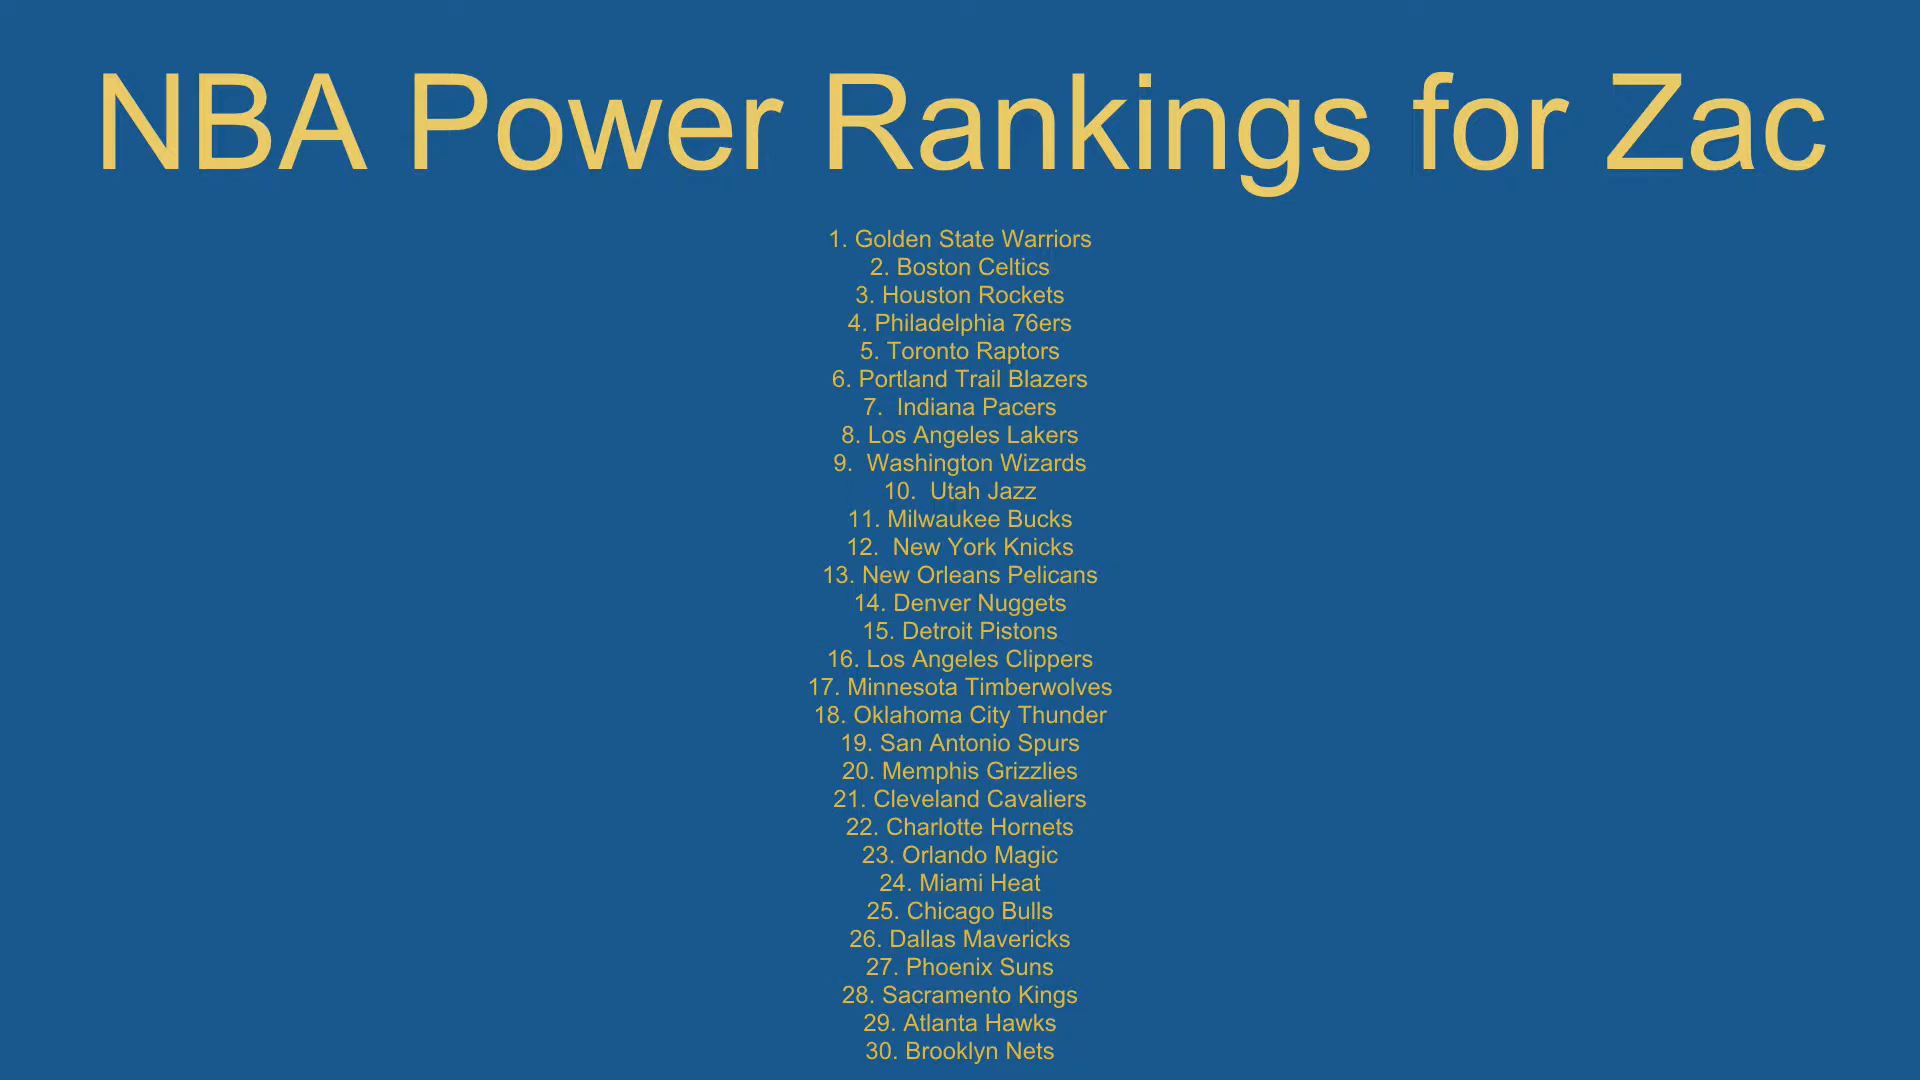 NBA Power Rankings for Zac
1. Golden State Warriors
2. Boston Celtics
3. Houston Rockets
4. Philadelphia 76ers
5. Toronto Raptors
6. Portland Trail Blazers
7.  Indiana Pacers
8. Los Angeles Lakers
9.  Washington Wizards
10.  Utah Jazz
11. Milwaukee Bucks
12.  New York Knicks
13. New Orleans Pelicans
14. Denver Nuggets
15. Detroit Pistons
16. Los Angeles Clippers
17. Minnesota Timberwolves
18. Oklahoma City Thunder
19. San Antonio Spurs
20. Memphis Grizzlies
21. Cleveland Cavaliers
22. Charlotte Hornets
23. Orlando Magic
24. Miami Heat
25. Chicago Bulls
26. Dallas Mavericks
27. Phoenix Suns
28. Sacramento Kings
29. Atlanta Hawks
30. Brooklyn Nets